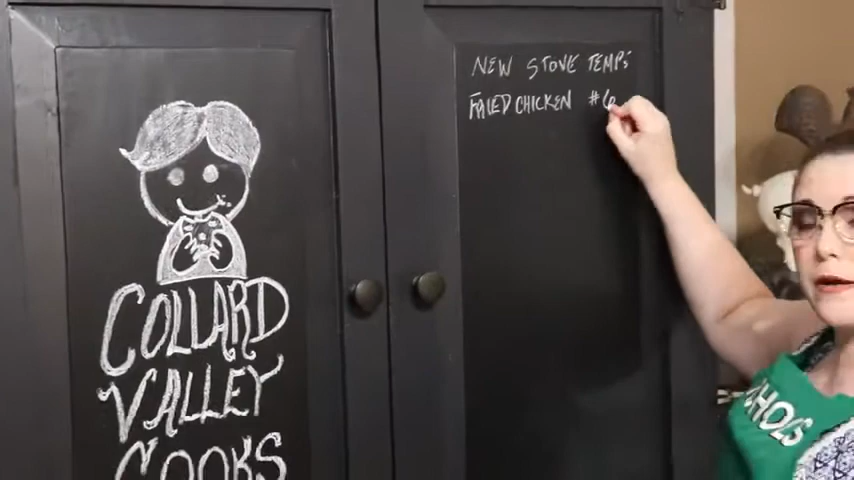 NEW STOVE TEMPS
FRIED CHICKEN #6
COLLARD
VALLEY
COOKS